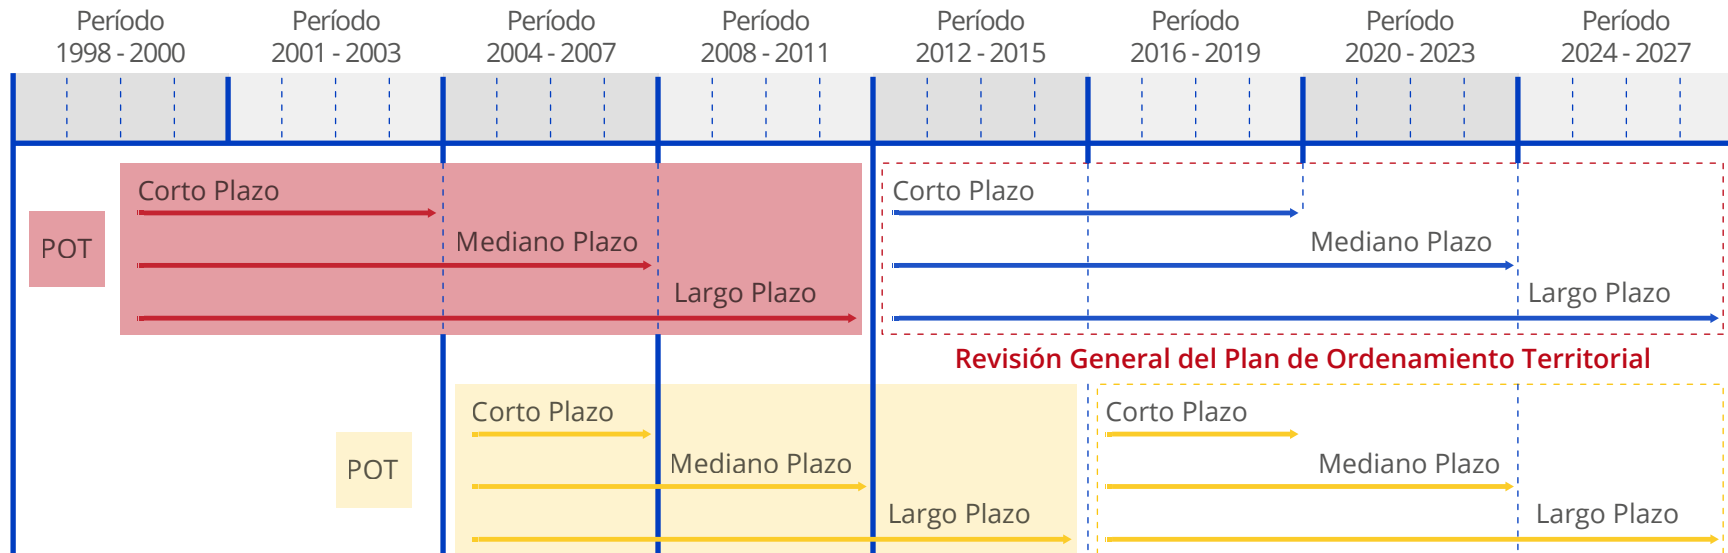 Período
1998 - 2000
Período
2001 - 2003
Período
2004 - 2007
Período
2008 - 2011
Período
2012 - 2015
Período
2016 - 2019
Período
2020 - 2023
Período
2024 - 2027
POT
Corto Plazo
Mediano Plazo
Largo Plazo
Corto Plazo
Mediano Plazo
Largo Plazo
Revisión General del Plan de Ordenamiento Territorial
POT
Corto Plazo
Mediano Plazo
Largo Plazo
Corto Plazo
Mediano Plazo
Largo Plazo